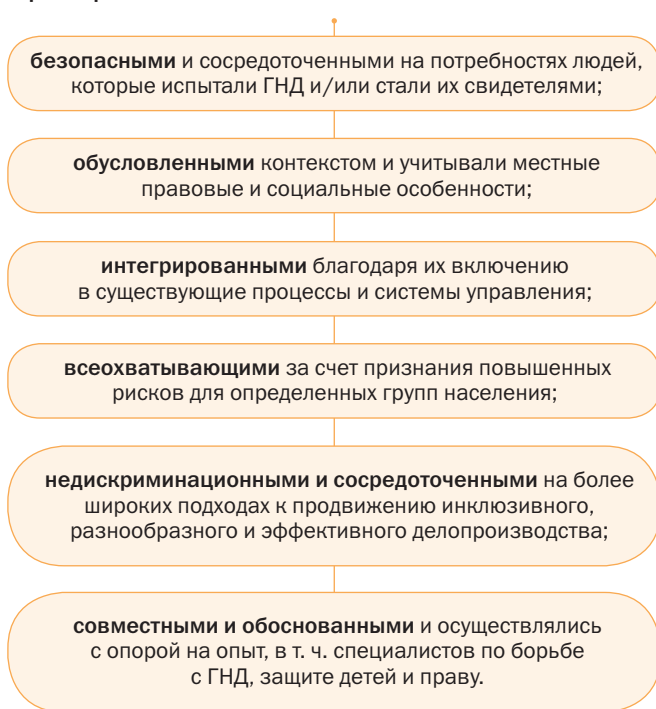 безопасными и сосредоточенными на потребностях людей,
которые испытали ГНД и/или стали их свидетелями;
обусловленными контекстом и учитывали местные
правовые и социальные особенности;
интегрированными благодаря их включению
в существующие процессы и системы управления;
всеохватывающими за счет признания повышенных
рисков для определенных групп населения;
недискриминационными и сосредоточенными на более
широких подходах к продвижению инклюзивного,
разнообразного и эффективного делопроизводства;
совместными и обоснованными и осуществлялись
с опорой на опыт, в т. ч. специалистов по борьбе
с ГНД, защите детей и праву.